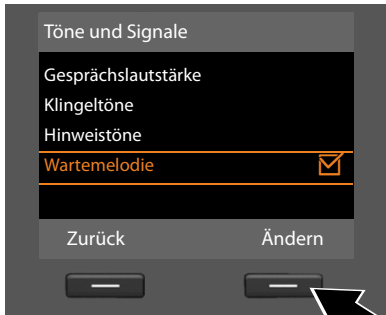 Töne und Signale
Gesprächslautstärke
Klingeltöne
Hinweistöne
Wartemelodie
Zurück Ändern